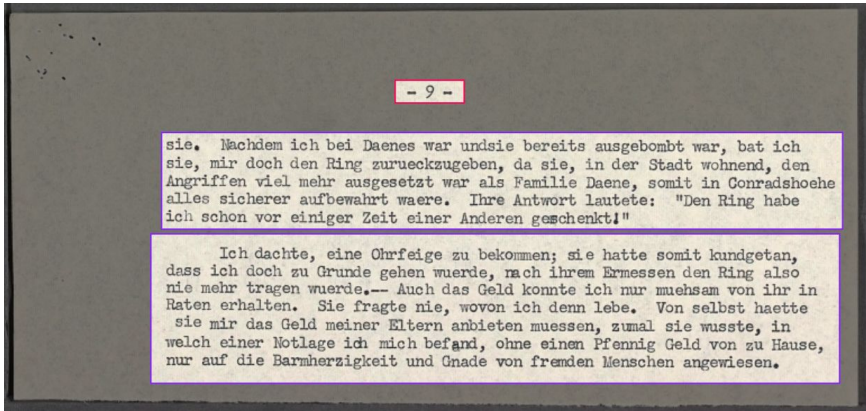 - 9 -
sie. Nachdem ich bei Daenes war undsie bereits ausgebombt war, bat ich
sie, mir doch den Ring zurueckzugeben, da sie, in der Stadt wohnend, den
Angriffen viel mehr ausgesetzt war als Familie Daene, somit in Conradshoehe
alles sicherer aufbewahrt waere. Ihre Antwort lautete: "Den Ring habe
ich schon vor einiger Zeit einer Anderen geschenkt!"
Ich dachte, eine Ohrfeige zu bekommen; sie hatte somit kundgetan,
dass ich doch zu Grunde gehen wuerde, nach ihrem Ermessen den Ring also
nie mehr tragen wuerde.-- Auch das Geld konnte ich nur muehsam von ihr in
Raten erhalten. Sie fragte nie, wovon ich denn lebe. Von selbst haette
sie mir das Geld meiner Eltern anbieten muessen, zumal sie wusste, in
welch einer Notlage ich mich befand, ohne einen Pfennig Geld von zu Hause,
nur auf die Barmherzigkeit und Gnade von fremden Menschen angewiesen.